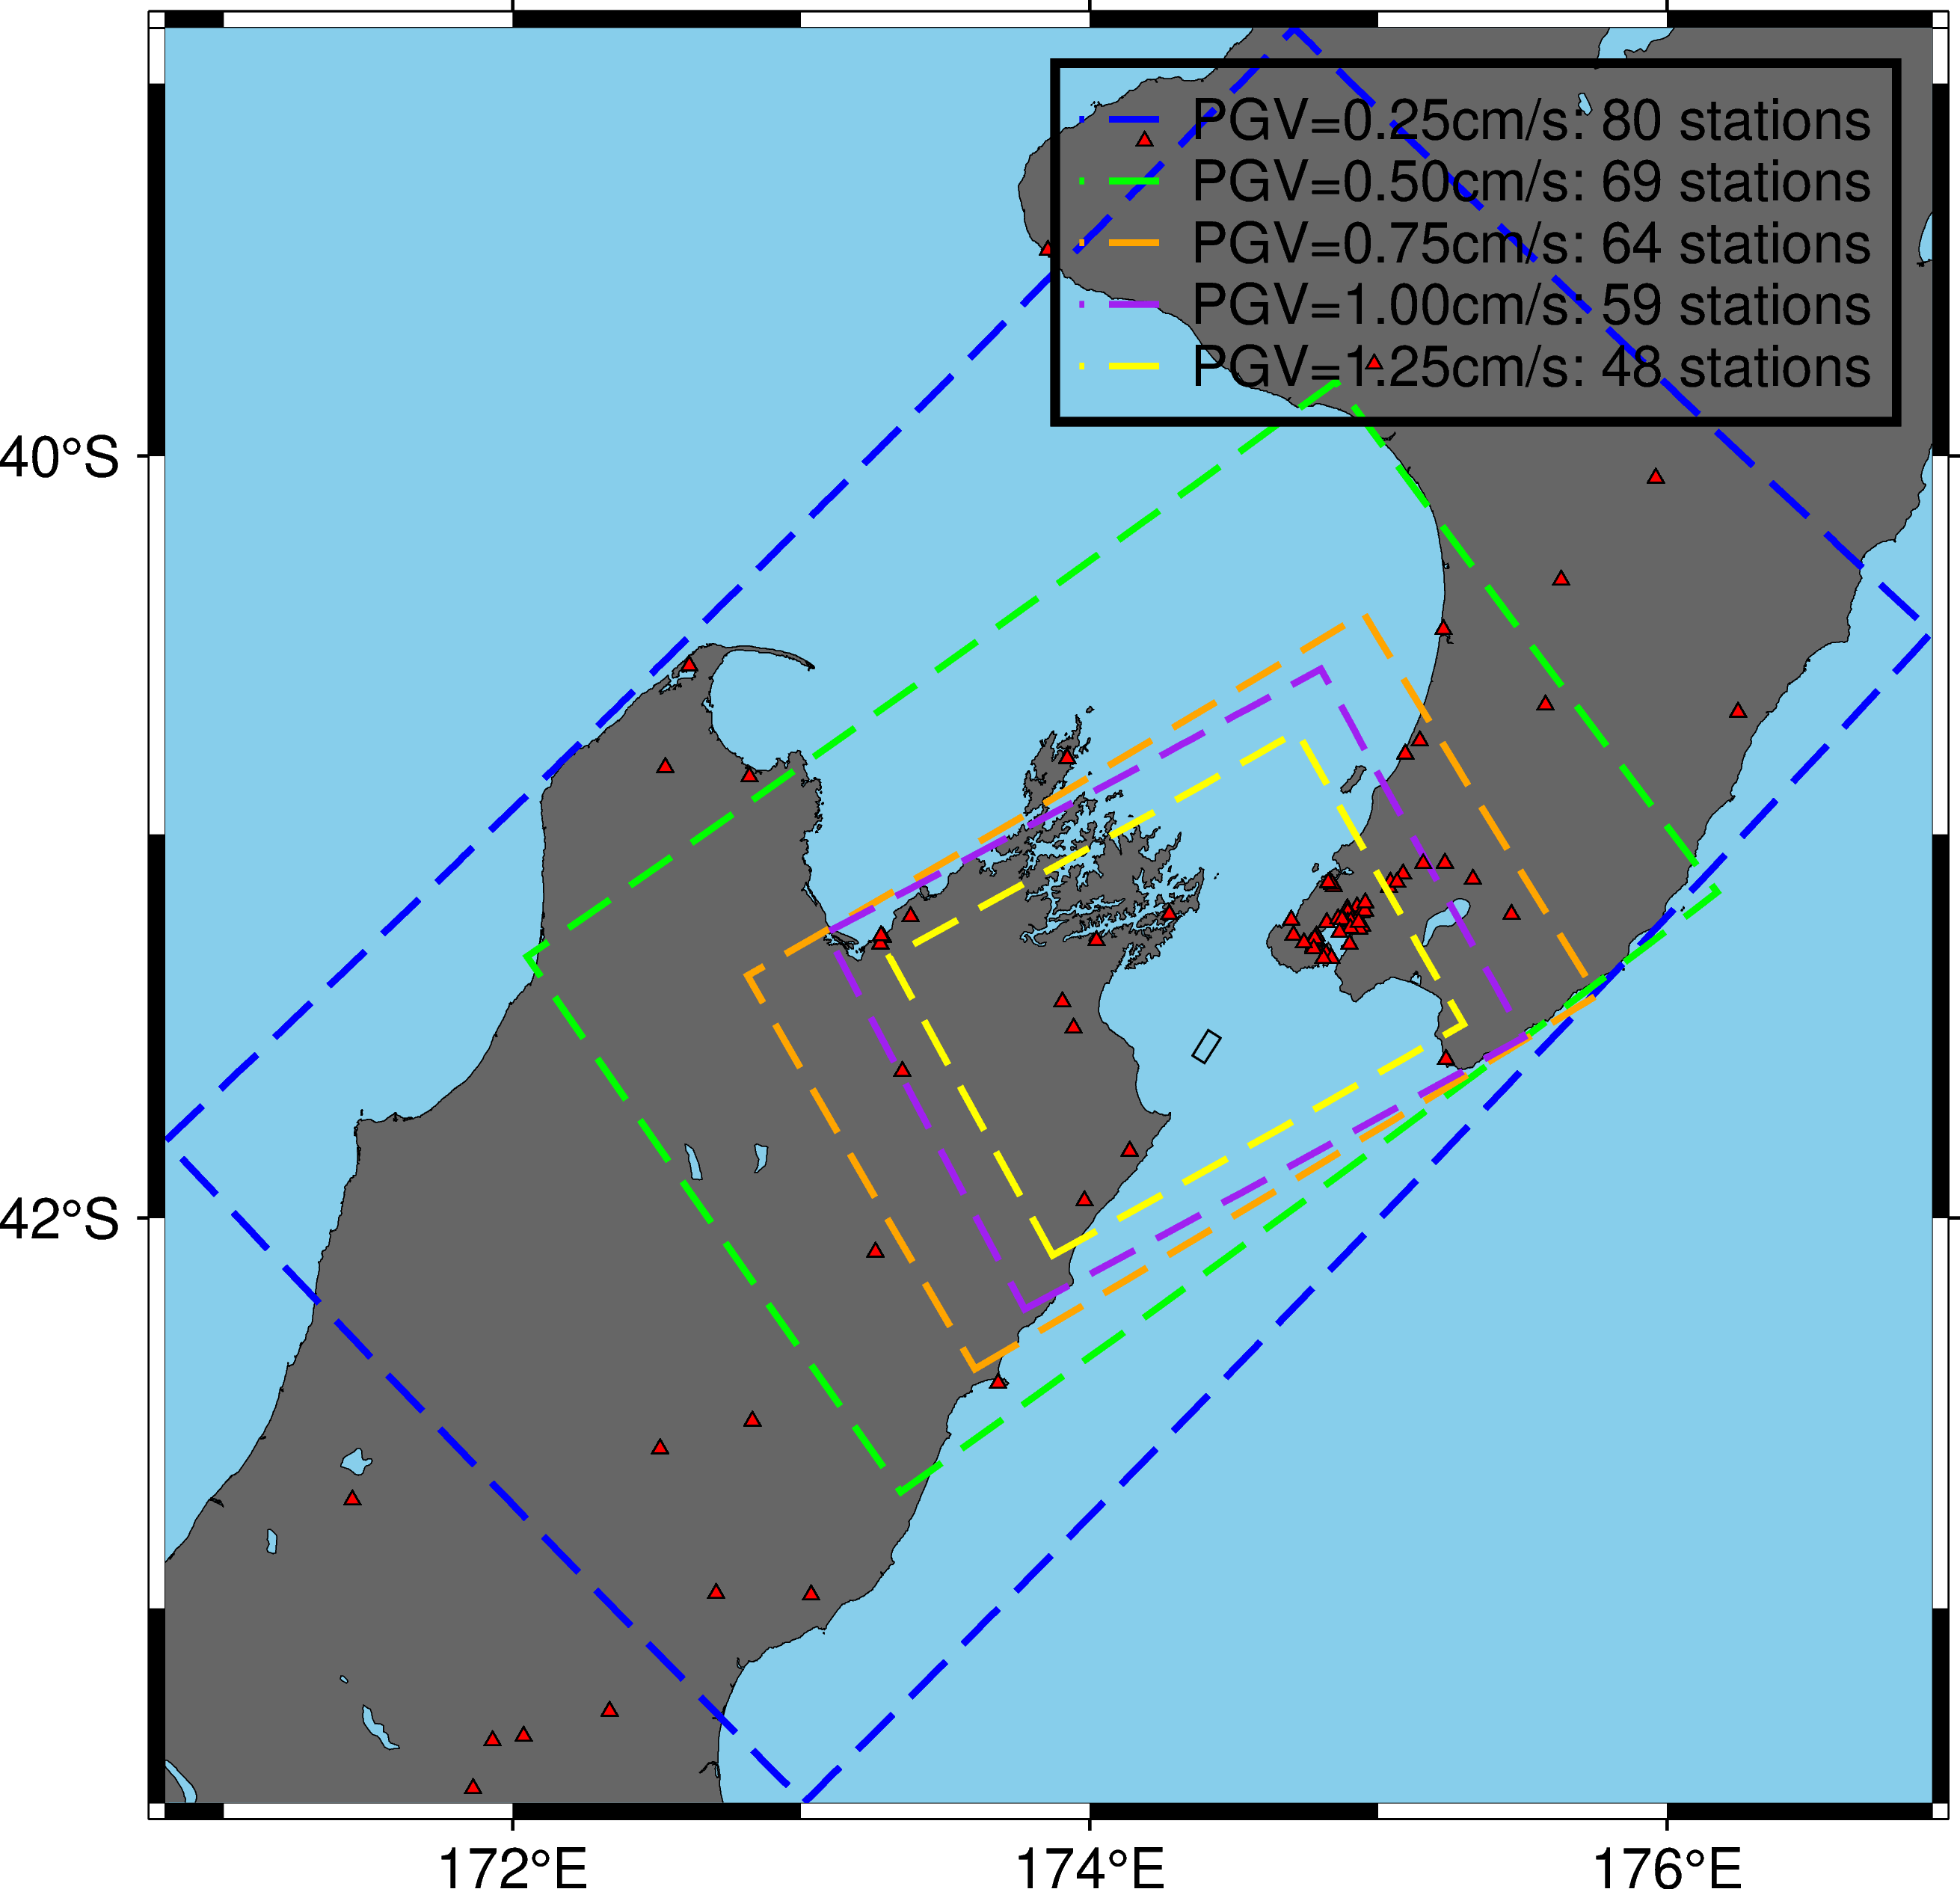 PGV=0.25cm/s: 80 stations
PGV=0.50cm/s: 69 stations
PGV=0.75cm/s: 64 stations
PGV=1.00cm/s: 59 stations
PGV=1.25cm/s: 48 stations
40°S
42°S
172°E
174°E
176°E